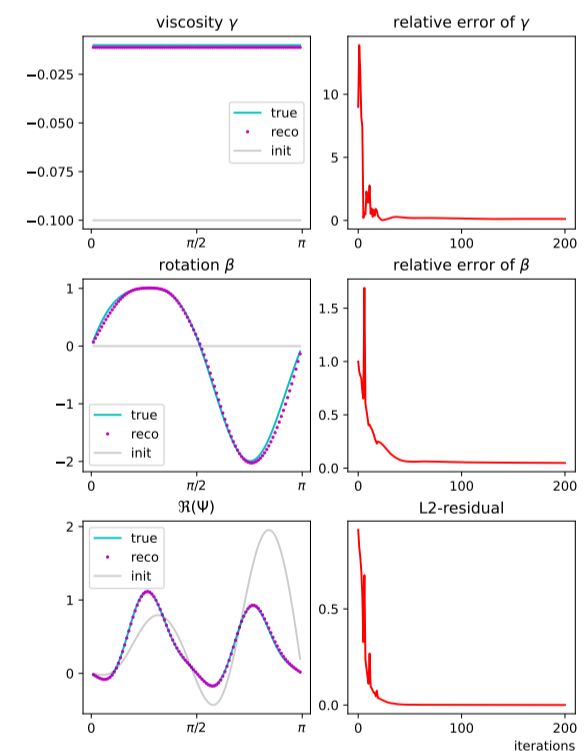 viscosity γ
−0.025
−0.050
−0.075
−0.100
true
reco
init
0
π/2
π
relative error of γ
10
5
0
0
100
200
rotation β
1
0
−1
−2
true
reco
init
0
π/2
π
relative error of β
1.5
1.0
0.5
0.0
0
100
200
ℜ(Ψ)
2
1
0
true
reco
init
0
π/2
π
L2-residual
0.5
0.0
0
100
200
iterations